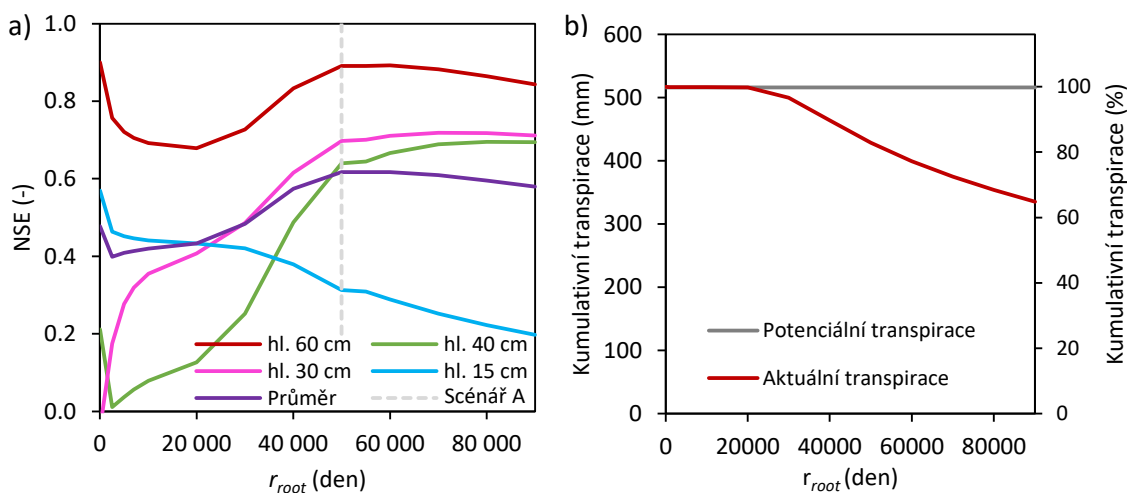 a)
NSE (-)
1.0
0.8
0.6
0.4
0.2
0.0
hl. 60 cm
hl. 40 cm
hl. 30 cm
hl. 15 cm
Průměr
Scénář A
0
20 000
40 000
60 000
80 000
r_root (den)
b)
Kumulativní transpirace (mm)
600
500
400
300
200
100
0
Potenciální transpirace
Aktuální transpirace
100
80
60
40
20
0
Kumulativní transpirace (%)
0
20000
40000
60000
80000
r_root (den)